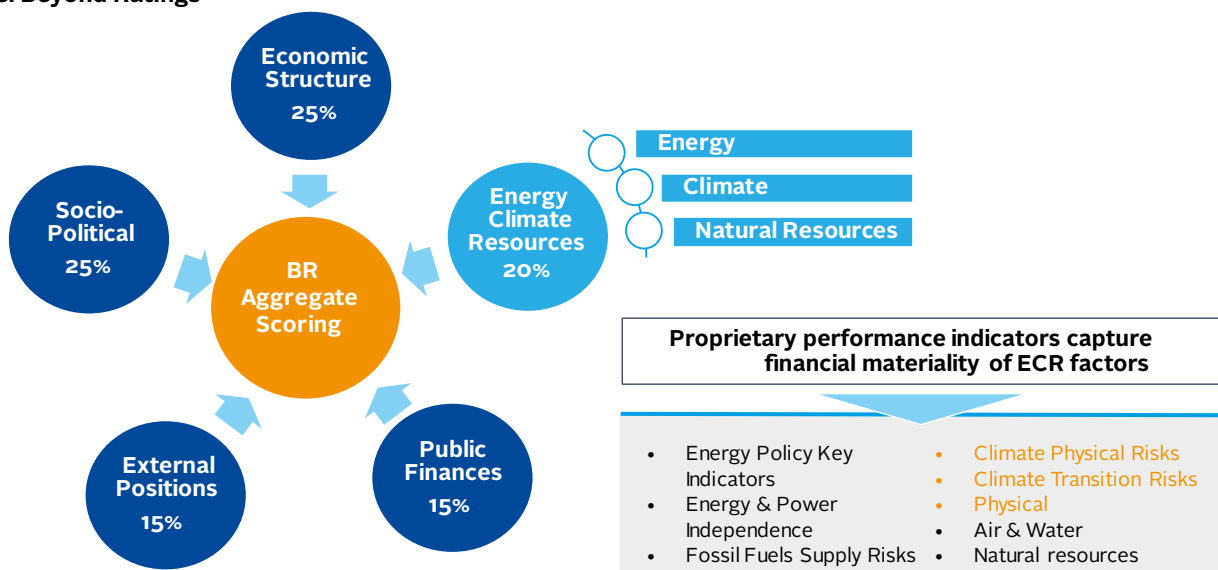 Beyond Ratings
Economic
Structure
25%
Socio-
Political
25%
Energy
Climate
Resources
20%
BR
Aggregate
Scoring
External
Positions
15%
Public
Finances
15%
Energy
Climate
Natural Resources
Proprietary performance indicators capture
financial materiality of ECR factors
• Energy Policy Key
Indicators
• Energy & Power
Independence
• Fossil Fuels Supply Risks
• Climate Physical Risks
• Climate Transition Risks
• Physical
• Air & Water
• Natural resources